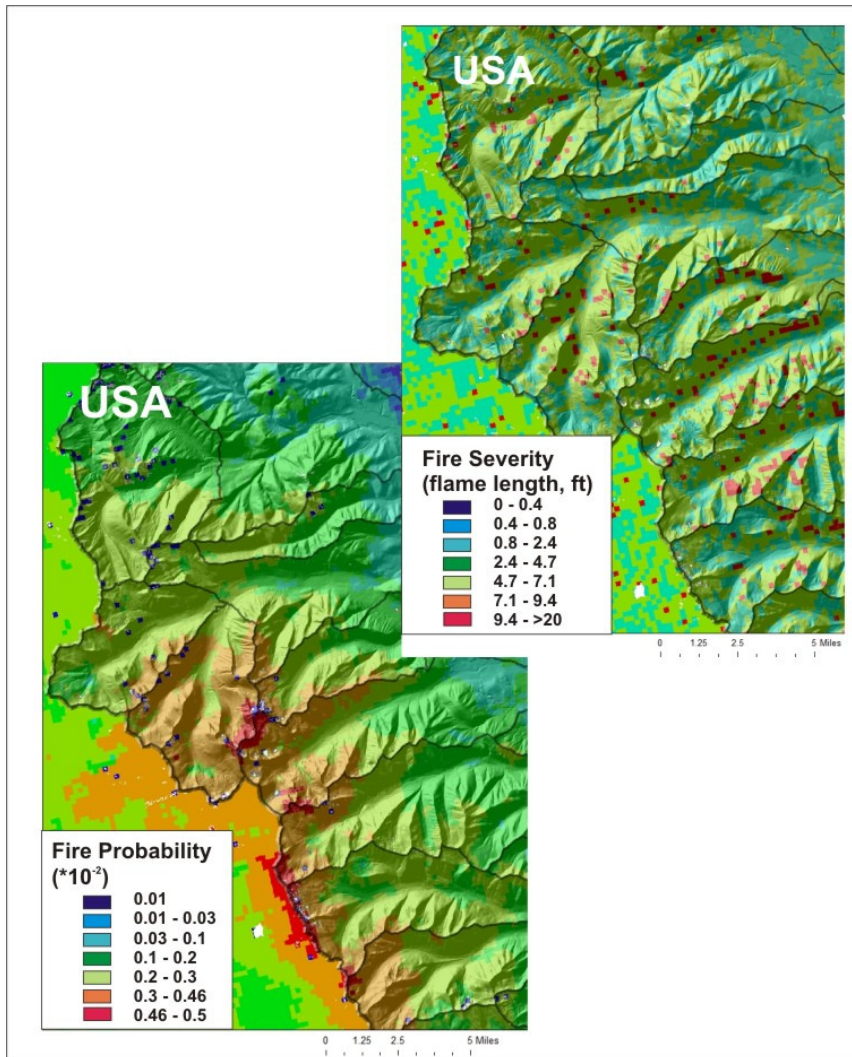 USA
Fire Severity
(flame length, ft)
0 - 0.4
0.4 - 0.8
0.8 - 2.4
2.4 - 4.7
4.7 - 7.1
7.1 - 9.4
9.4 - >20
0 1.25 2.5 5 Miles
USA
Fire Probability
(*10⁻²)
0.01
0.01 - 0.03
0.03 - 0.1
0.1 - 0.2
0.2 - 0.3
0.3 - 0.46
0.46 - 0.5
0 1.25 2.5 5 Miles